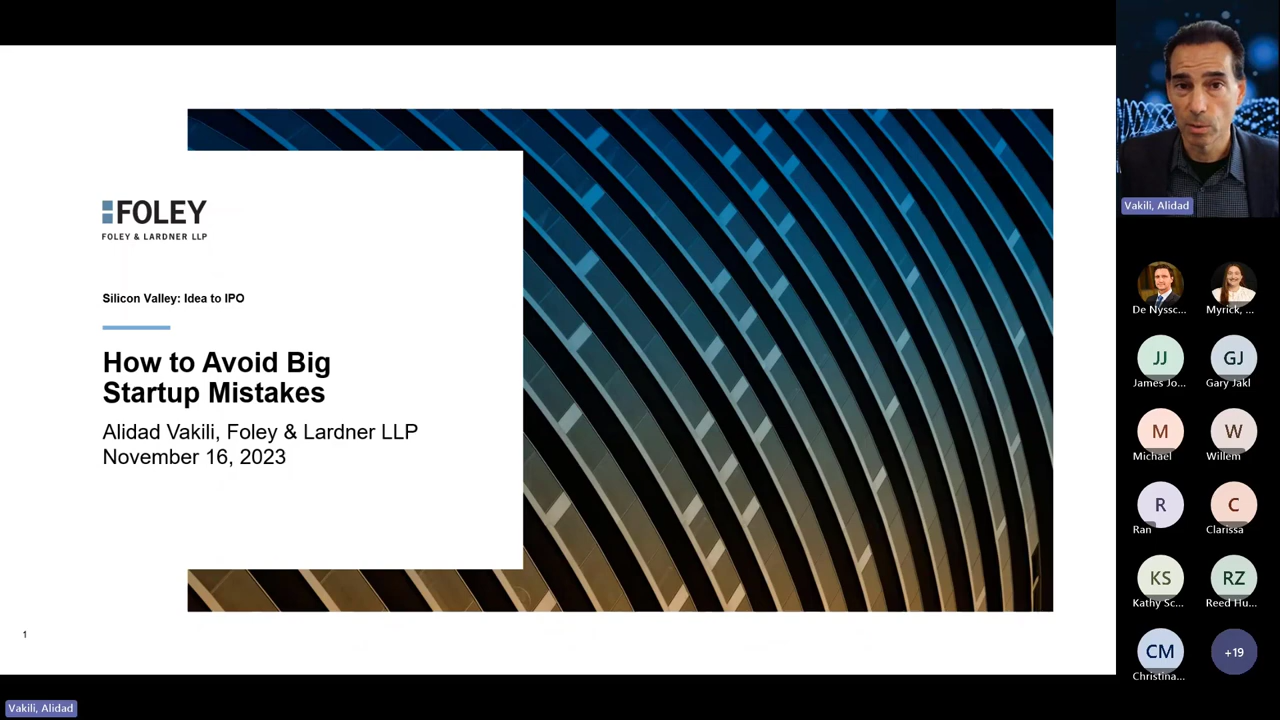 FOLEY
FOLEY & LARDNER LLP
Silicon Valley: Idea to IPO
How to Avoid Big
Startup Mistakes
Alidad Vakili, Foley & Lardner LLP
November 16, 2023
1
Vakili, Alidad
De Nyssc...
Myrick, ...
JJ
GJ
James Jo...
Gary Jakl
M
W
Michael
Willem
R
C
Ran
Clarissa
KS
RZ
Kathy Sc...
Reed Hu...
CM
+19
Christina...
Vakili, Alidad